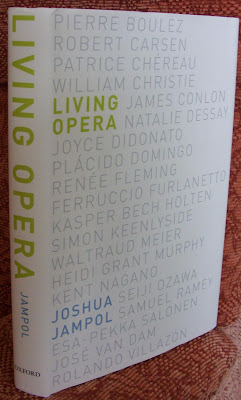 LIVING OPERA
JAMPOL
OXFORD
PIERRE BOULEZ
ROBERT CARSEN
PATRICE CHÉREAU
WILLIAM CHRISTIE
LIVING JAMES CONLON
OPERA NATALIE DESSAY
JOYCE DIDONATO
PLÁCIDO DOMINGO
RENÉE FLEMING
FERRUCCIO FURLANETTO
KASPER BECH HOLTEN
SIMON KEENLYSIDE
WALTRAUD MEIER
HEIDI GRANT MURPHY
KENT NAGANO
JOSHUA SEIJI OZAWA
JAMPOL SAMUEL RAMEY
ESA-PEKKA SALONEN
JOSÉ VAN DAM
ROLANDO VILLAZÓN